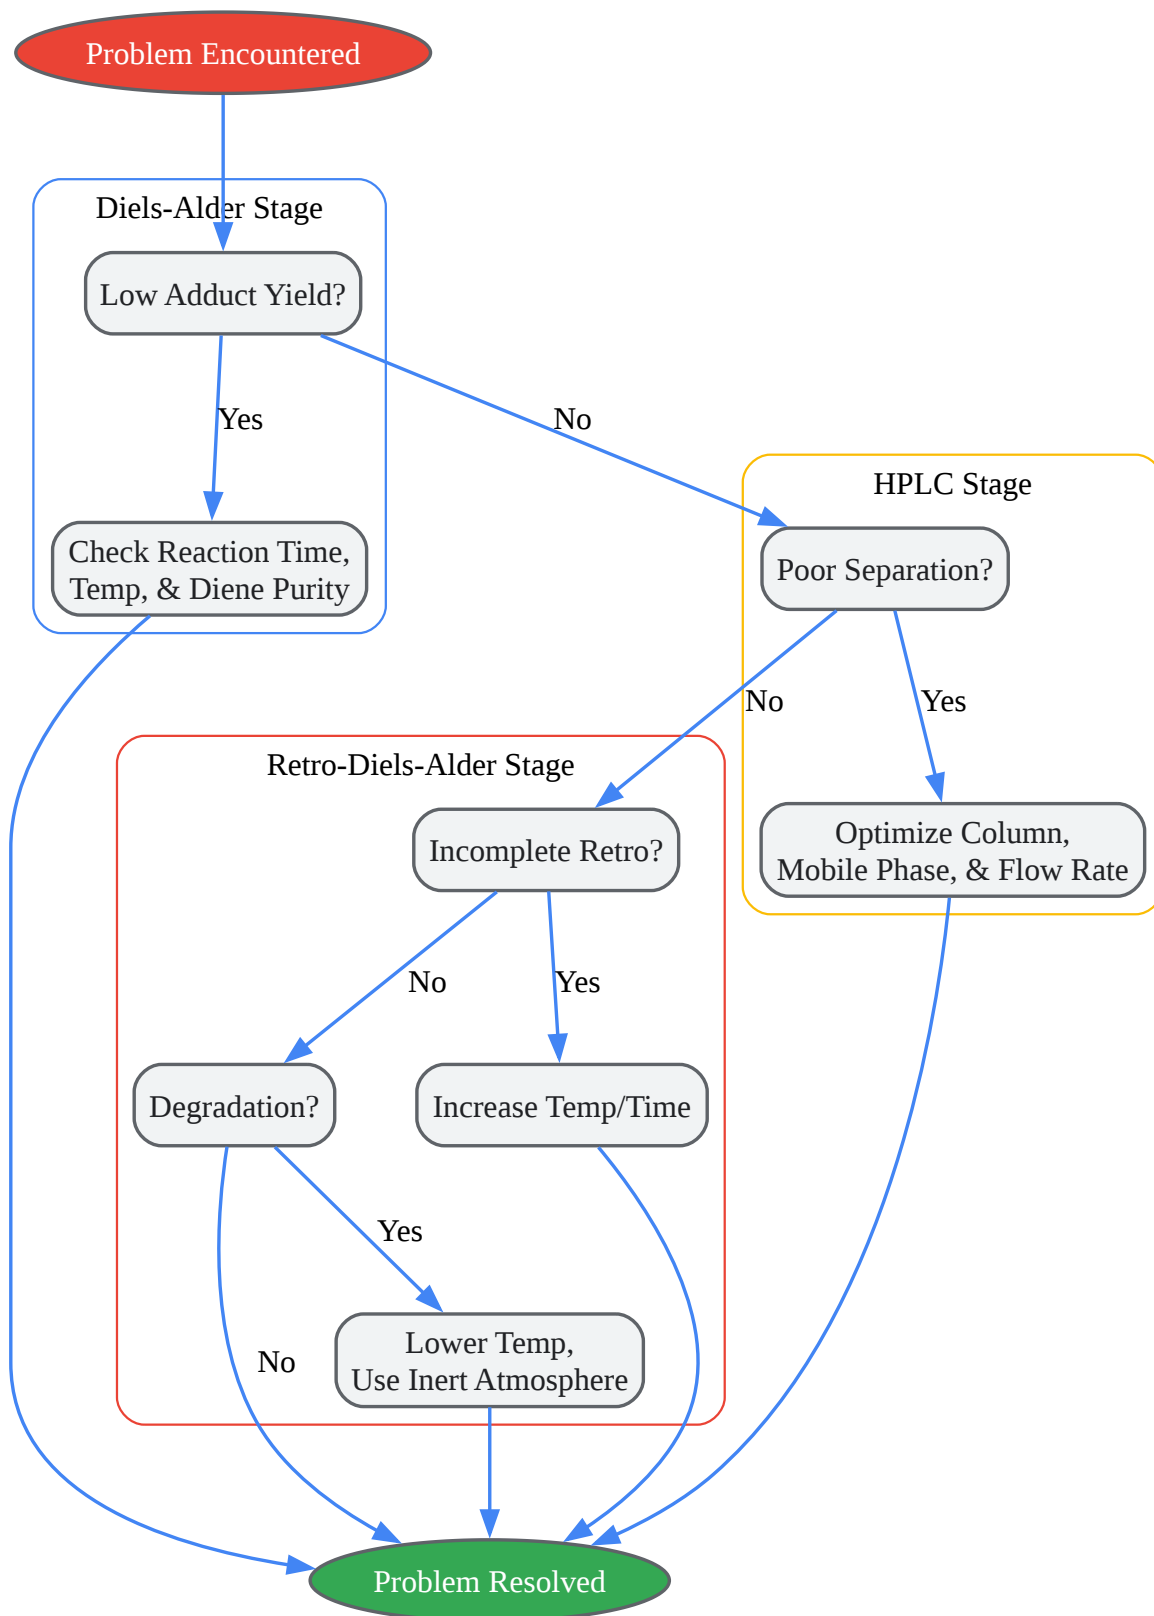 Problem Encountered
Diels-Alder Stage
Low Adduct Yield?
Yes
No
Check Reaction Time,
Temp, & Diene Purity
HPLC Stage
Poor Separation?
No
Yes
Optimize Column,
Mobile Phase, & Flow Rate
Retro-Diels-Alder Stage
Incomplete Retro?
No
Yes
Degradation?
Increase Temp/Time
Yes
No
Lower Temp,
Use Inert Atmosphere
Problem Resolved